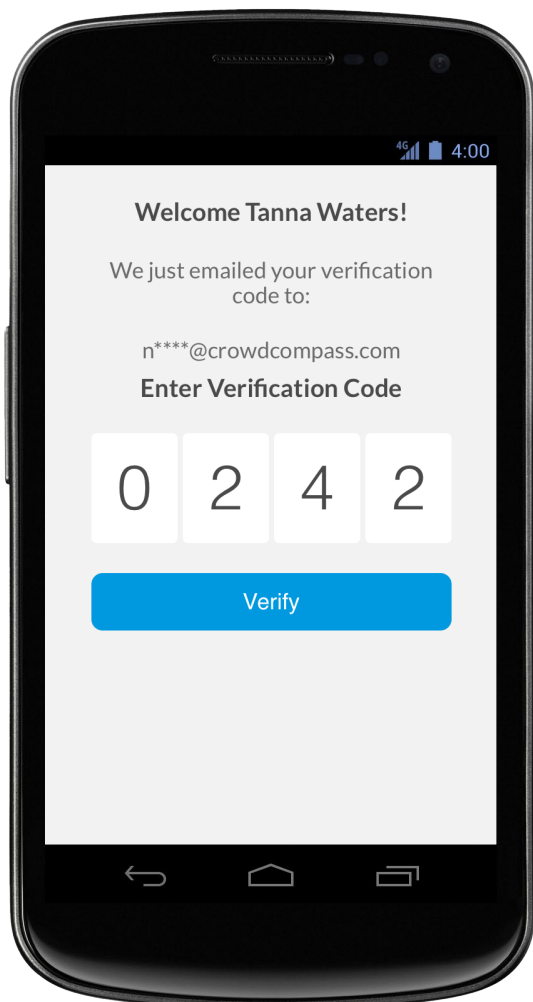 4G 4:00
Welcome Tanna Waters!
We just emailed your verification
code to:
n****@crowdcompass.com
Enter Verification Code
0 2 4 2
Verify